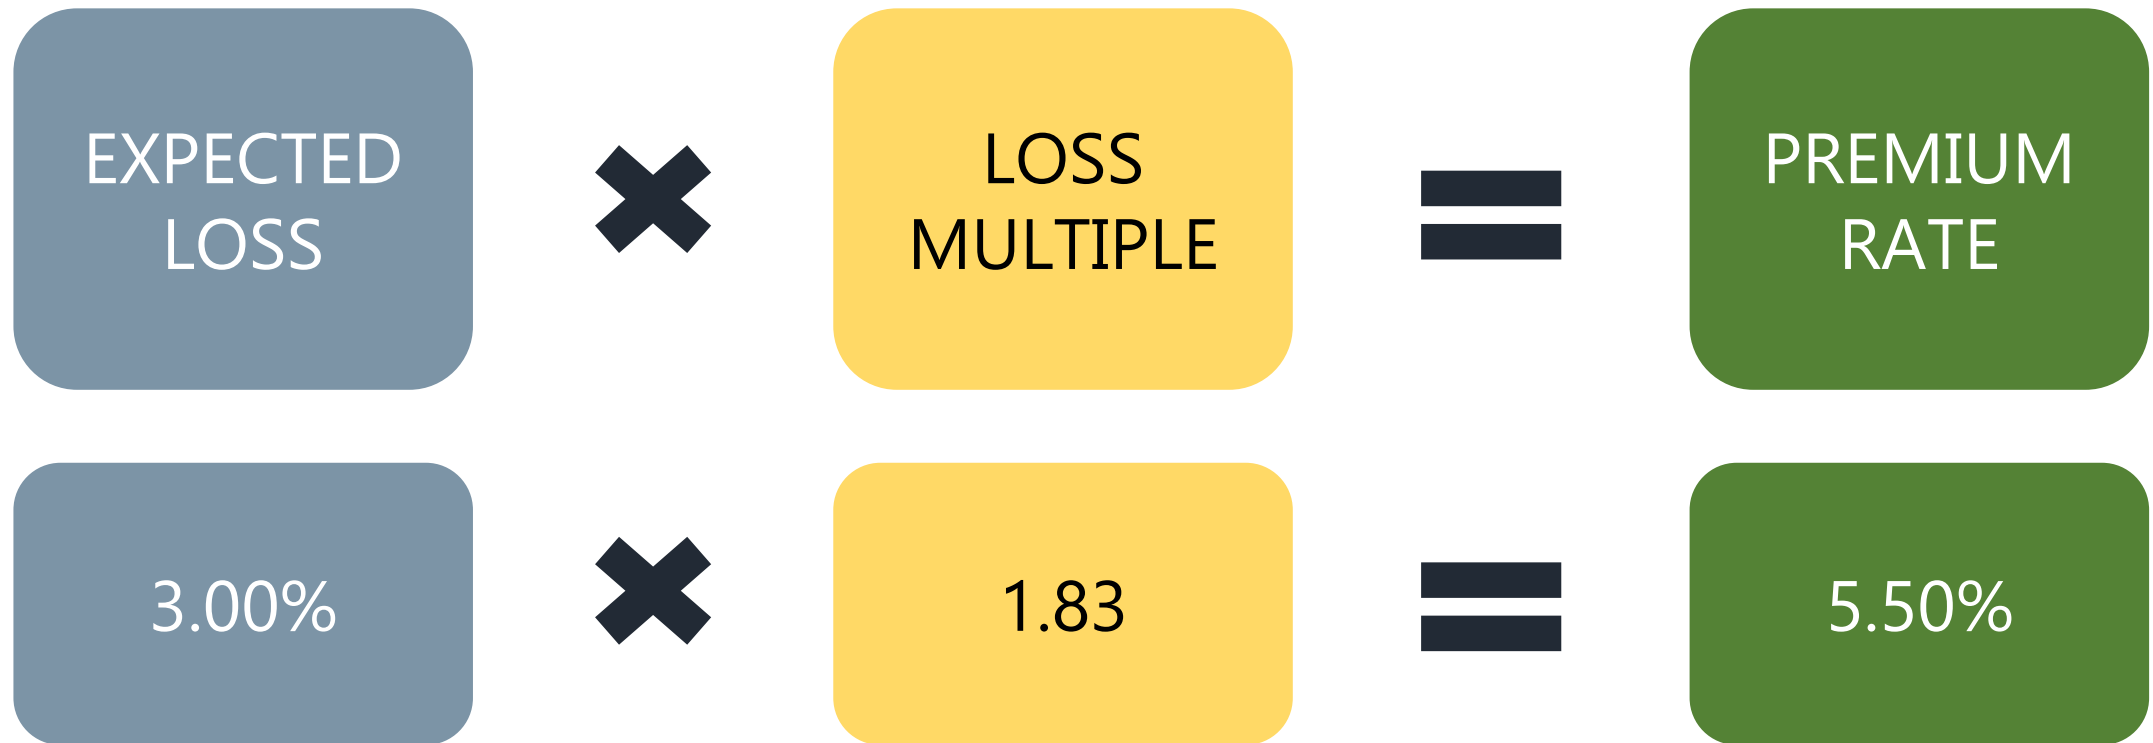 EXPECTED
LOSS
LOSS
MULTIPLE
PREMIUM
RATE
3.00%
1.83
5.50%